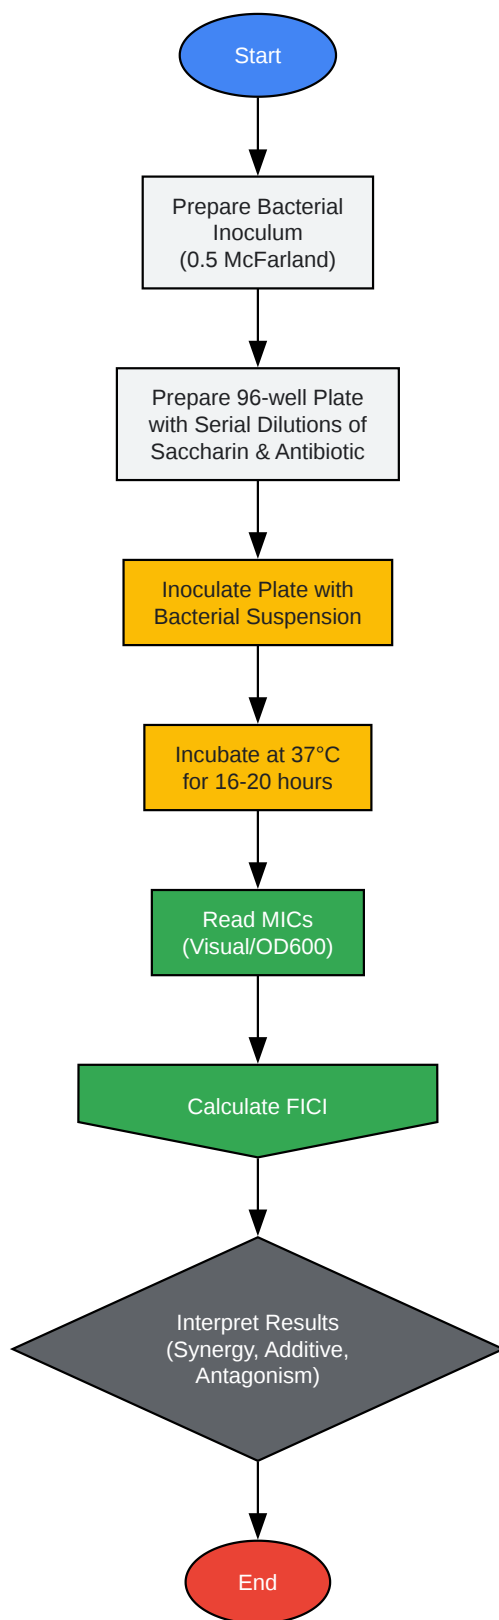 Start
Prepare Bacterial
Inoculum
(0.5 McFarland)
Prepare 96-well Plate
with Serial Dilutions of
Saccharin & Antibiotic
Inoculate Plate with
Bacterial Suspension
Incubate at 37°C
for 16-20 hours
Read MICs
(Visual/OD600)
Calculate FICI
Interpret Results
(Synergy, Additive,
Antagonism)
End